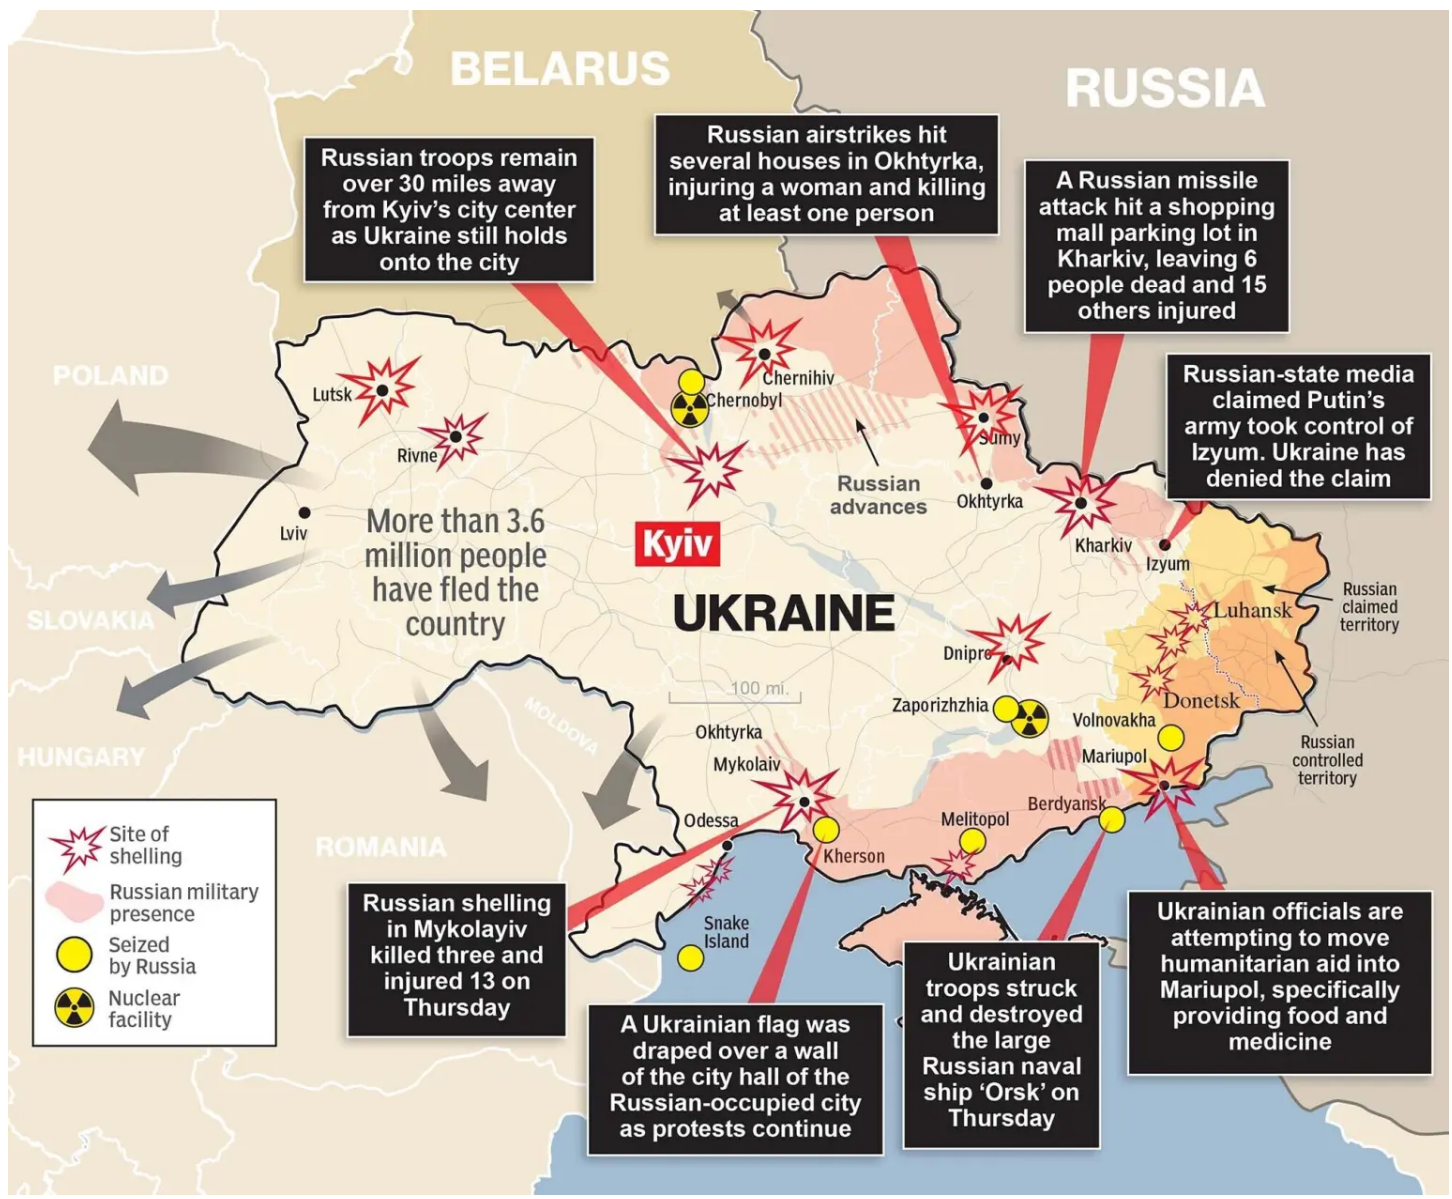 BELARUS
RUSSIA
Russian troops remain
over 30 miles away
from Kyiv's city center
as Ukraine still holds
onto the city
Russian airstrikes hit
several houses in Okhtyrka,
injuring a woman and killing
at least one person
A Russian missile
attack hit a shopping
mall parking lot in
Kharkiv, leaving 6
people dead and 15
others injured
Russian-state media
claimed Putin's
army took control of
Izyum. Ukraine has
denied the claim
POLAND
Lutsk
Rivne
Chernihiv
Chernobyl
Sumy
Okhtyrka
Russian
advances
Kharkiv
Izyum
Lviv
More than 3.6
million people
have fled the
country
Kyiv
UKRAINE
SLOVAKIA
Luhansk
Russian
claimed
territory
Dnipro
100 mi.
Zaporizhzhia
Donetsk
Volnovakha
MOLDOVA
HUNGARY
Okhtyrka
Mykolaiv
Mariupol
Russian
controlled
territory
Berdyansk
Melitopol
Odessa
Kherson
ROMANIA
Site of
shelling
Russian military
presence
Seized
by Russia
Nuclear
facility
Snake
Island
Russian shelling
in Mykolayiv
killed three and
injured 13 on
Thursday
A Ukrainian flag was
draped over a wall
of the city hall of the
Russian-occupied city
as protests continue
Ukrainian
troops struck
and destroyed
the large
Russian naval
ship ‘Orsk’ on
Thursday
Ukrainian officials are
attempting to move
humanitarian aid into
Mariupol, specifically
providing food and
medicine